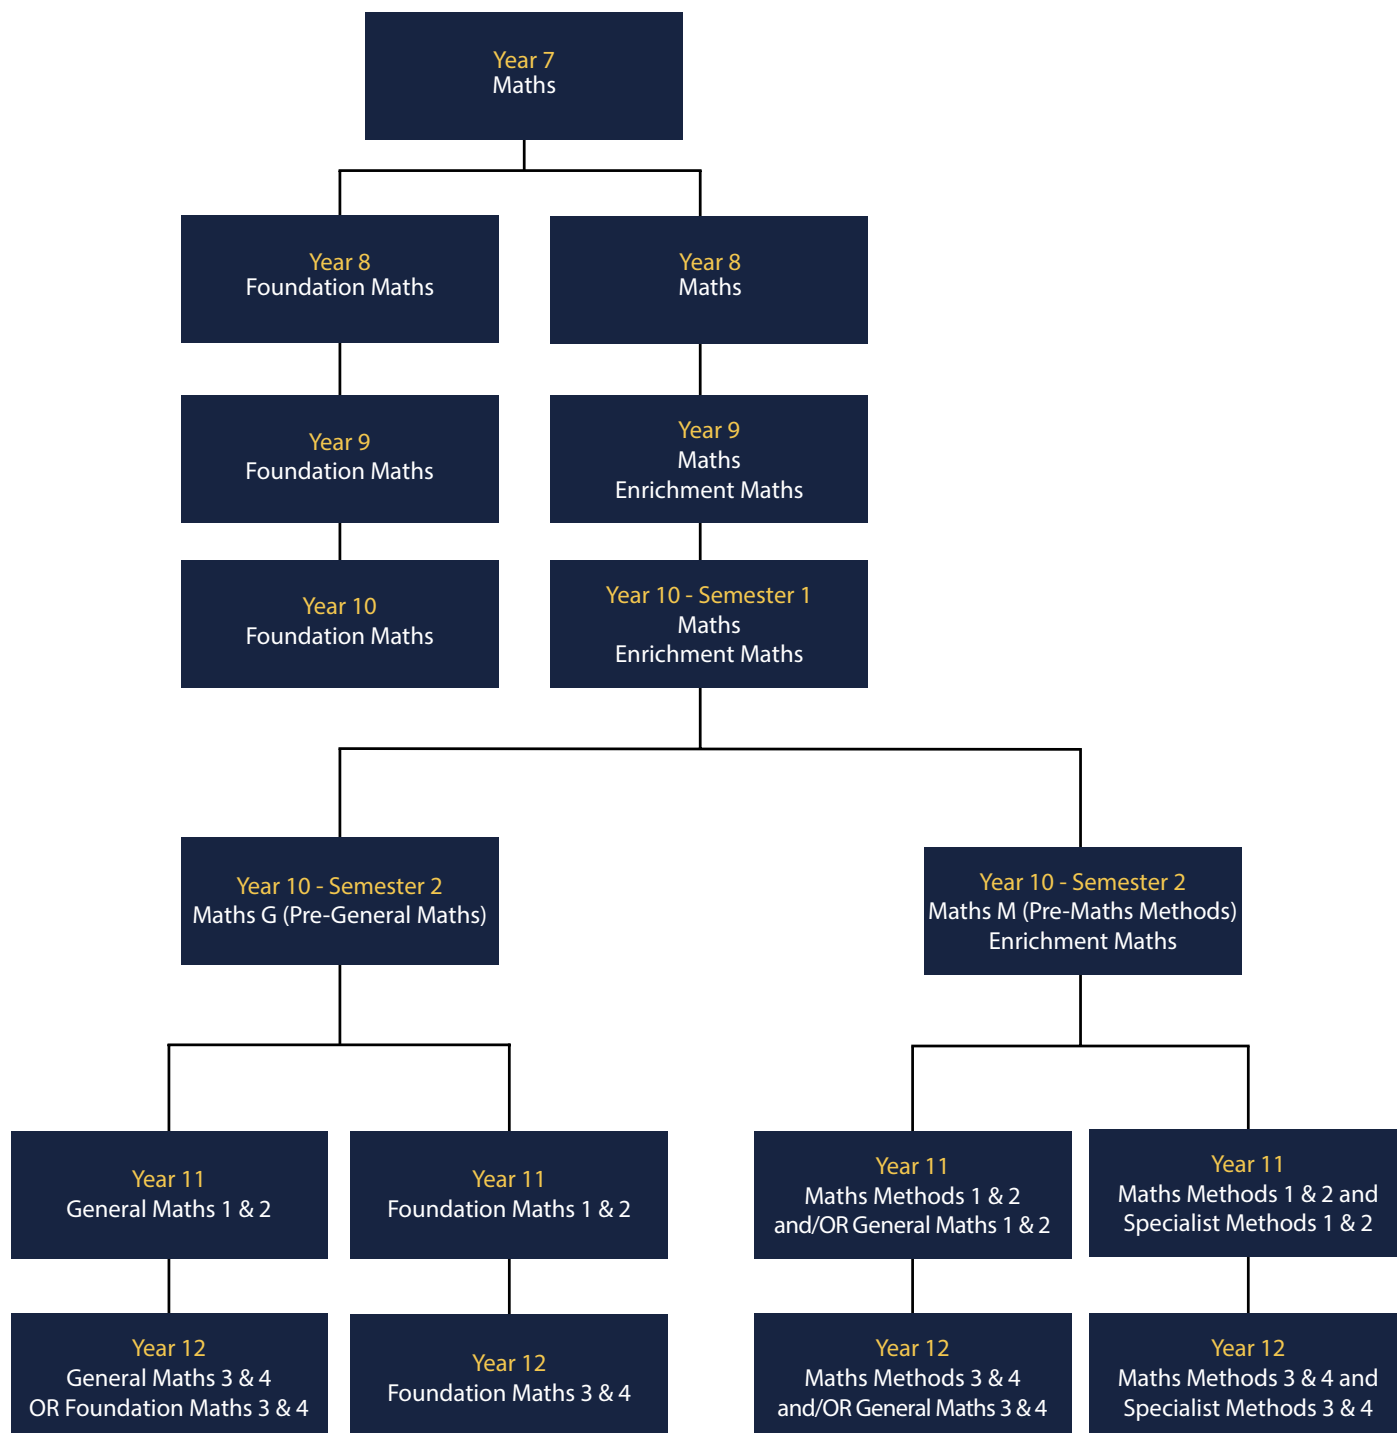 Year 7
Maths
Year 8
Foundation Maths
Year 8
Maths
Year 9
Foundation Maths
Year 9
Maths
Enrichment Maths
Year 10
Foundation Maths
Year 10 - Semester 1
Maths
Enrichment Maths
Year 10 - Semester 2
Maths G (Pre-General Maths)
Year 10 - Semester 2
Maths M (Pre-Maths Methods)
Enrichment Maths
Year 11
General Maths 1 & 2
Year 11
Foundation Maths 1 & 2
Year 11
Maths Methods 1 & 2
and/OR General Maths 1 & 2
Year 11
Maths Methods 1 & 2 and
Specialist Methods 1 & 2
Year 12
General Maths 3 & 4
OR Foundation Maths 3 & 4
Year 12
Foundation Maths 3 & 4
Year 12
Maths Methods 3 & 4
and/OR General Maths 3 & 4
Year 12
Maths Methods 3 & 4 and
Specialist Methods 3 & 4